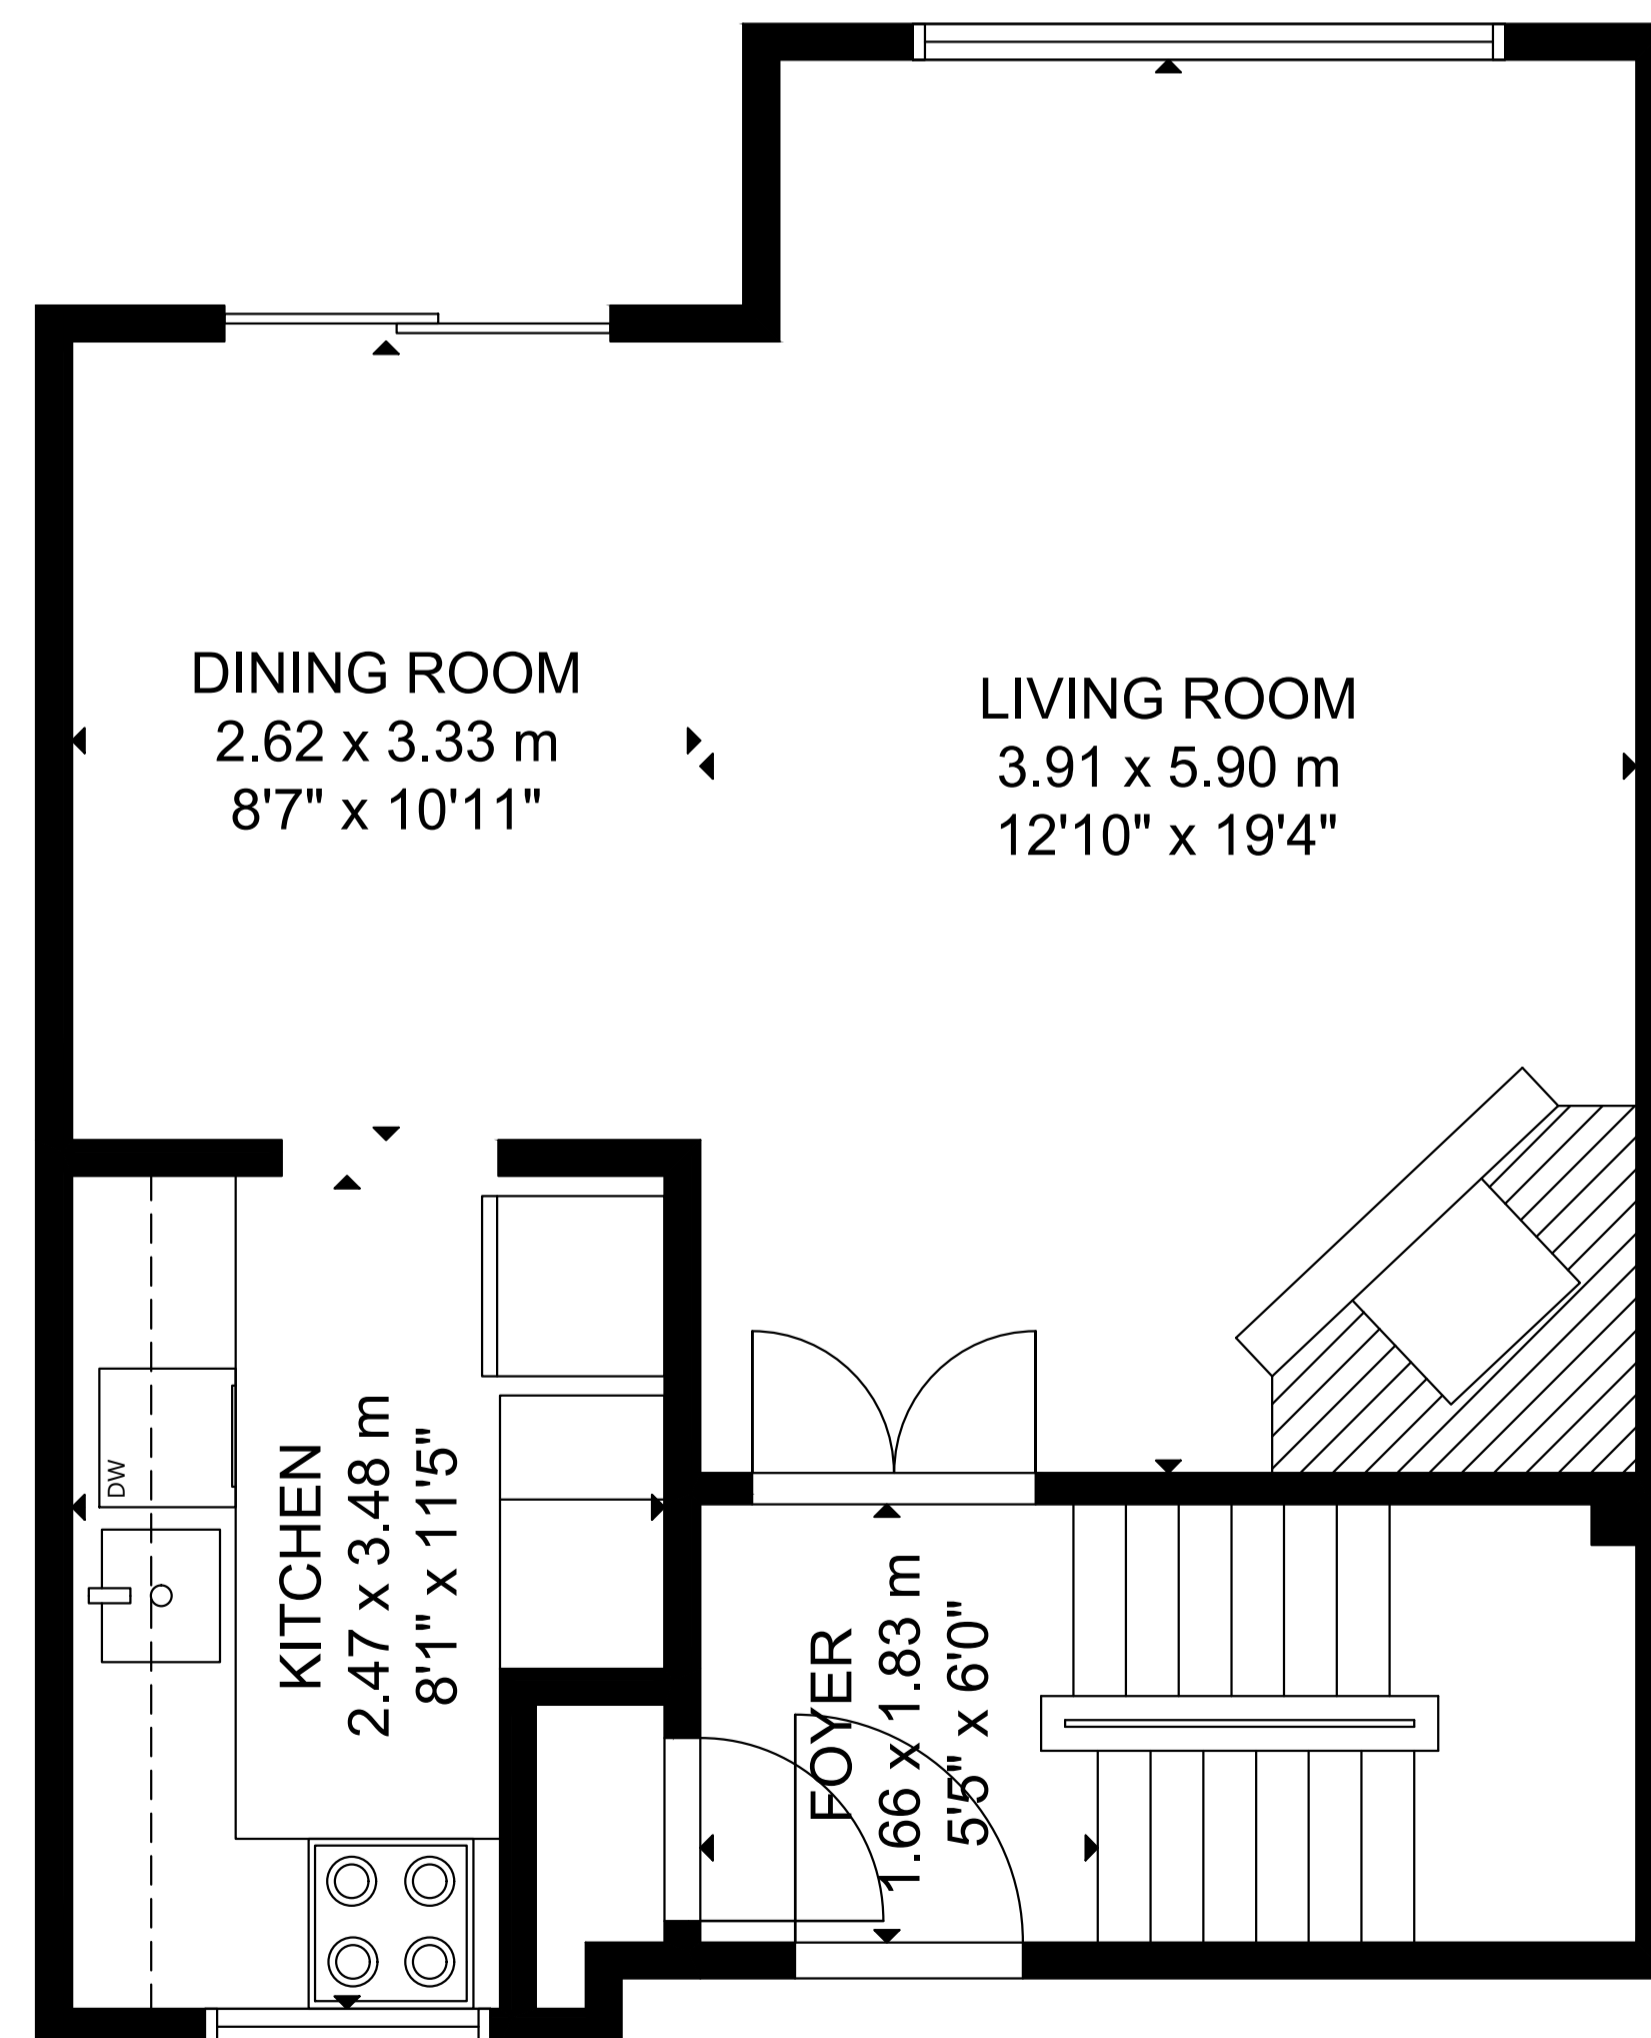 DINING ROOM
2.62 x 3.33 m
8'7" x 10'11"
LIVING ROOM
3.91 x 5.90 m
12'10" x 19'4"
DW
KITCHEN
2.47 x 3.48 m
8'1" x 11'5"
FOYER
1.66 x 1.83 m
5'5" x 6'0"